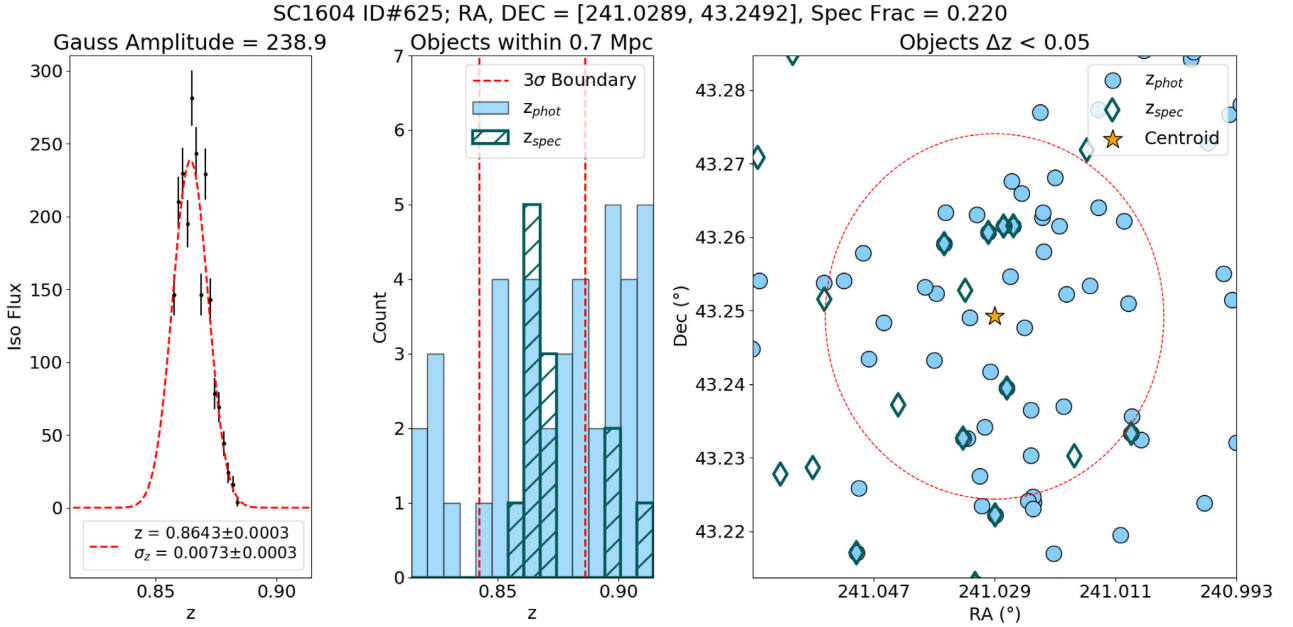 SC1604 ID#625; RA, DEC = [241.0289, 43.2492], Spec Frac = 0.220
Gauss Amplitude = 238.9
300
250
200
150
100
50
0
Iso Flux
z = 0.8643±0.0003
σz = 0.0073±0.0003
0.85
0.90
z
Objects within 0.7 Mpc
7
6
5
4
3
2
1
0
Count
3σ Boundary
zphot
zspec
0.85
0.90
z
Objects Δz < 0.05
43.28
43.27
43.26
43.25
43.24
43.23
43.22
Dec (°)
zphot
zspec
Centroid
241.047
241.029
241.011
240.993
RA (°)